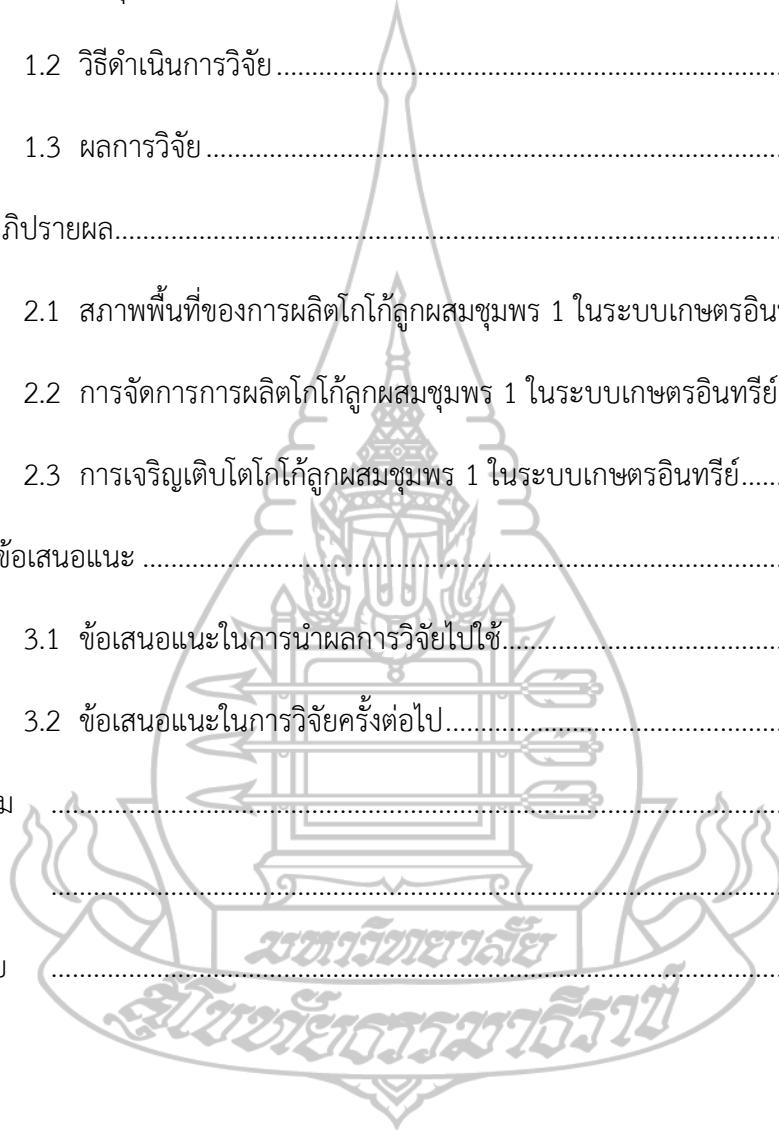 1.2 วิธีดำเนินการวิจัย ................................................................
1.3 ผลการวิจัย ................................................................
ภิปรายผล................................................................
2.1 สภาพพื้นที่ของการผลิตโกโก้ลูกผสมชุมพร 1 ในระบบเกษตรอิน
2.2 การจัดการการผลิตโกโก้ลูกผสมชุมพร 1 ในระบบเกษตรอินทรีย์
2.3 การเจริญเติบโตโกโก้ลูกผสมชุมพร 1 ในระบบเกษตรอินทรีย์......
ข้อเสนอแนะ ................................................................
3.1 ข้อเสนอแนะในการนำผลการวิจัยไปใช้................................................
3.2 ข้อเสนอแนะในการวิจัยครั้งต่อไป................................................
ม ................................................................
................................................................
ย ................................................................
มหาวิทยาลัย
สุโขทัยธรรมาธิราช